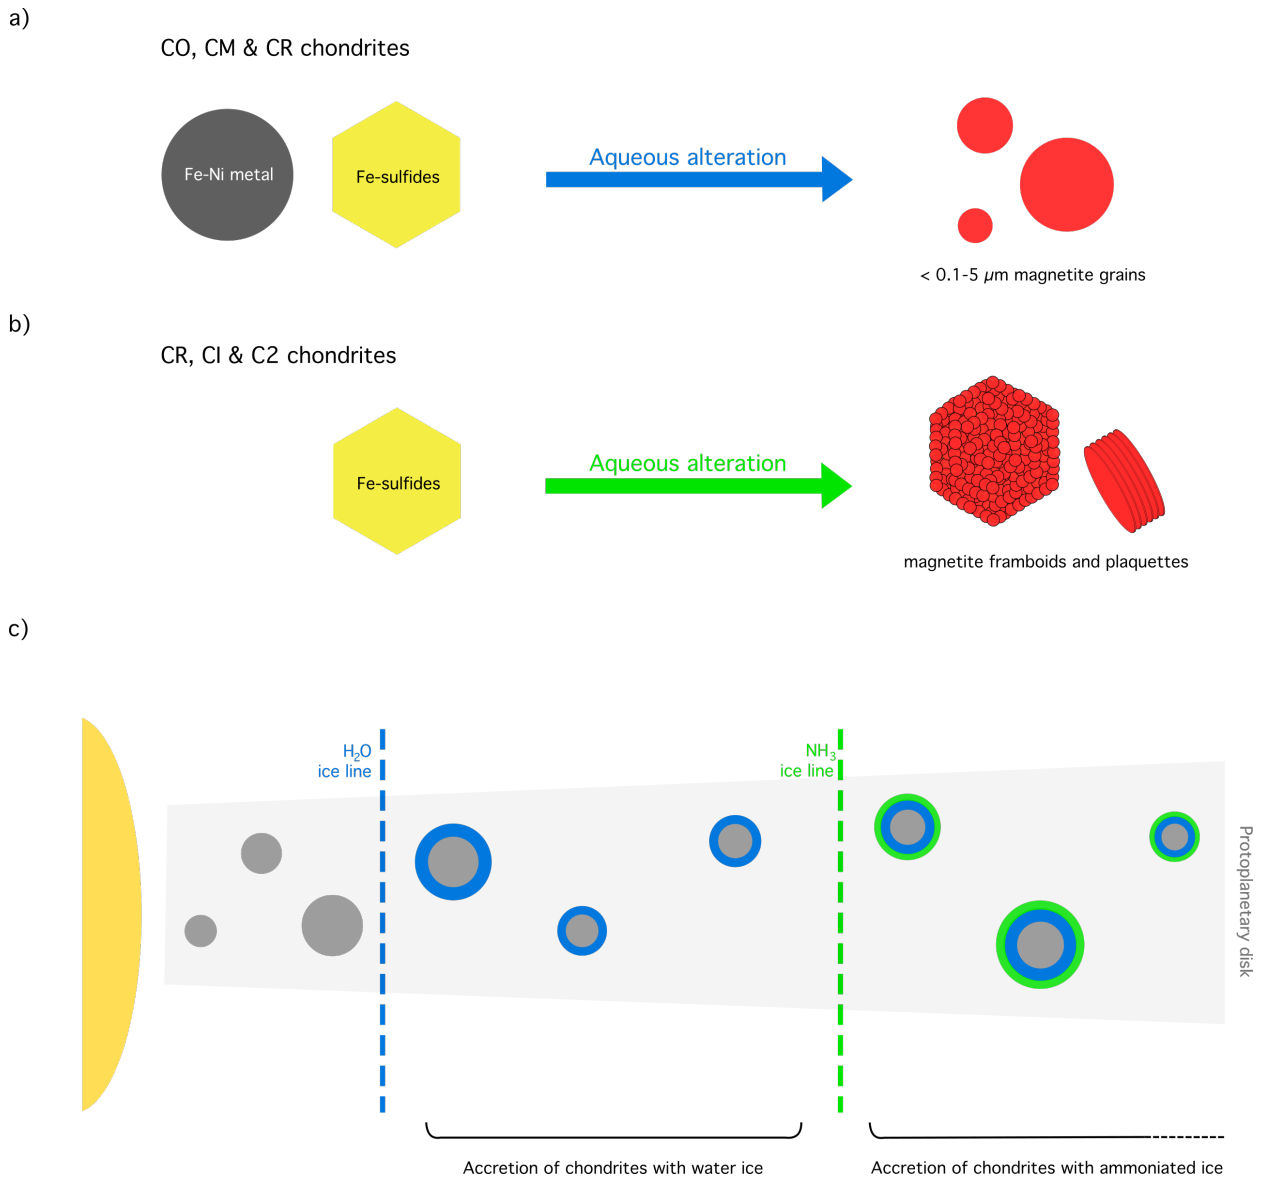 a)
CO, CM & CR chondrites
Fe-Ni metal
Fe-sulfides
Aqueous alteration
< 0.1-5 µm magnetite grains
b)
CR, CI & C2 chondrites
Fe-sulfides
Aqueous alteration
magnetite framboids and plaquettes
c)
H₂O
ice line
NH₃
ice line
Protoplanetary disk
Accretion of chondrites with water ice
Accretion of chondrites with ammoniated ice